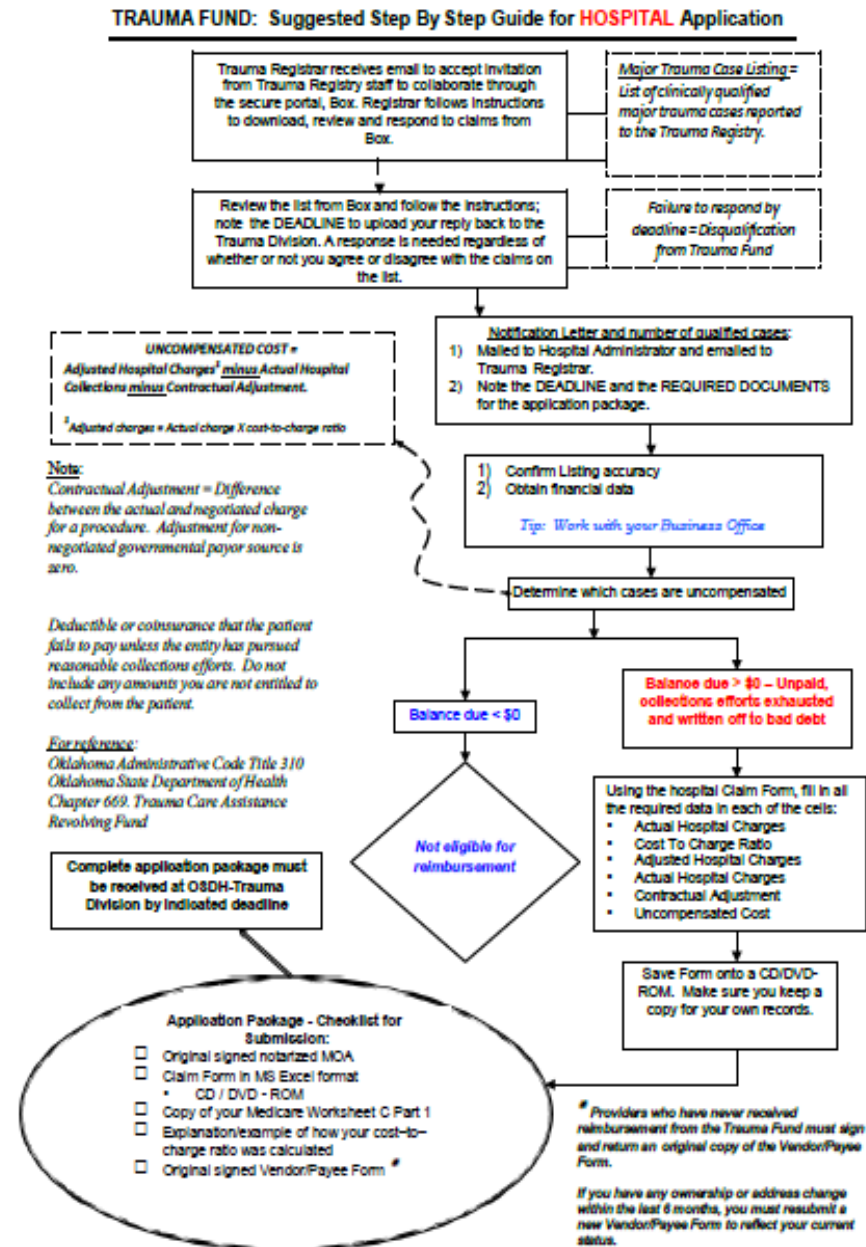 TRAUMA FUND: Suggested Step By Step Guide for HOSPITAL Application
Trauma Registrar receives email to accept invitation
from Trauma Registry staff to collaborate through
the secure portal, Box. Registrar follows instructions
to download, review and respond to claims from
Box.
Major Trauma Case Listing =
List of clinically qualified
major trauma cases reported
to the Trauma Registry.
Review the list from Box and follow the instructions;
note the DEADLINE to upload your reply back to the
Trauma Division. A response is needed regardless of
whether or not you agree or disagree with the claims on
the list.
Failure to respond by
deadline = Disqualification
from Trauma Fund
Notification Letter and number of qualified cases:
1) Mailed to Hospital Administrator and emailed to
Trauma Registrar.
2) Note the DEADLINE and the REQUIRED DOCUMENTS
for the application package.
UNCOMPENSATED COST =
Adjusted Hospital Charges¹ minus Actual Hospital
Collections minus Contractual Adjustment.
¹Adjusted charges = Actual charge X cost-to-charge ratio
1) Confirm Listing accuracy
2) Obtain financial data
Tip: Work with your Business Office
Note:
Contractual Adjustment = Difference
between the actual and negotiated charge
for a procedure. Adjustment for non-
negotiated governmental payor source is
zero.
Determine which cases are uncompensated
Deductible or coinsurance that the patient
fails to pay unless the entity has pursued
reasonable collections efforts. Do not
include any amounts you are not entitled to
collect from the patient.
Balance due < $0
Balance due > $0 – Unpaid,
collections efforts exhausted
and written off to bad debt
For reference:
Oklahoma Administrative Code Title 310
Oklahoma State Department of Health
Chapter 669. Trauma Care Assistance
Revolving Fund
Not eligible for
reimbursement
Using the hospital Claim Form, fill in all
the required data in each of the cells:
▪ Actual Hospital Charges
▪ Cost To Charge Ratio
▪ Adjusted Hospital Charges
▪ Actual Hospital Charges
▪ Contractual Adjustment
▪ Uncompensated Cost
Complete application package must
be received at OSDH-Trauma
Division by indicated deadline
Save Form onto a CD/DVD-
ROM. Make sure you keep a
copy for your own records.
Application Package - Checklist for
Submission:
☐ Original signed notarized MOA
☐ Claim Form in MS Excel format
▪ CD / DVD - ROM
☐ Copy of your Medicare Worksheet C Part 1
☐ Explanation/example of how your cost–to–
charge ratio was calculated
☐ Original signed Vendor/Payee Form #
# Providers who have never received
reimbursement from the Trauma Fund must sign
and return an original copy of the Vendor/Payee
Form.
If you have any ownership or address change
within the last 6 months, you must resubmit a
new Vendor/Payee Form to reflect your current
status.